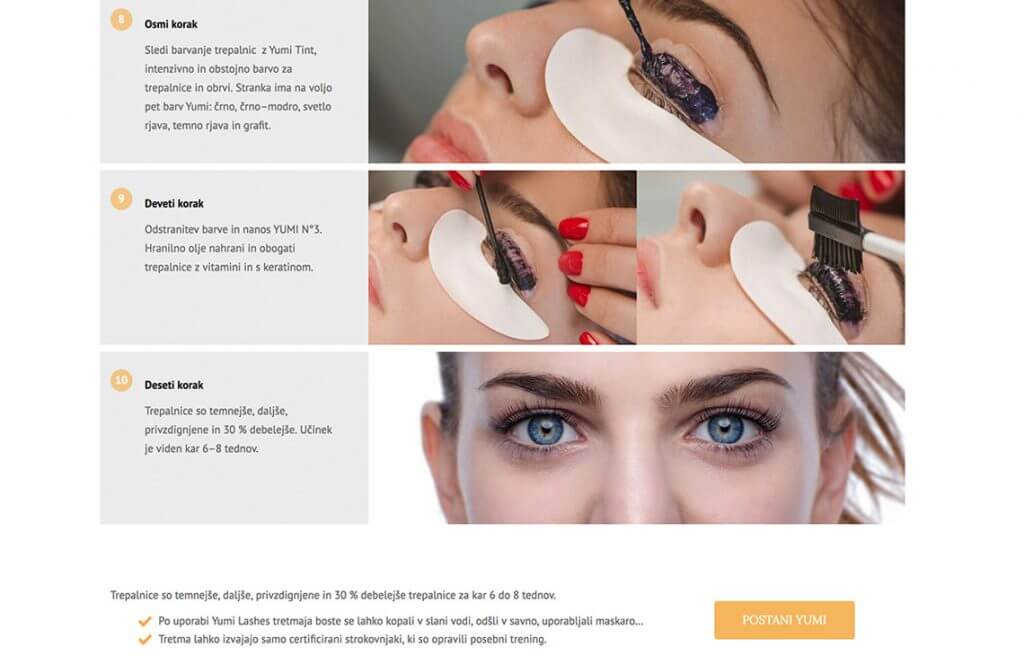 8
Osmi korak
Sledi barvanje trepalnic z Yumi Tint,
intenzivno in obstojno barvo za
trepalnice in obrvi. Stranka ima na voljo
pet barv Yumi: črno, črno–modro, svetlo
rjava, temno rjava in grafit.
9
Deveti korak
Odstranitev barve in nanos YUMI N°3.
Hranilno olje nahrani in obogati
trepalnice z vitamini in s keratinom.
10
Deseti korak
Trepalnice so temnejše, daljše,
privzdignjene in 30 % debelejše. Učinek
je viden kar 6–8 tednov.
Trepalnice so temnejše, daljše, privzdignjene in 30 % debelejše trepalnice za kar 6 do 8 tednov.
Po uporabi Yumi Lashes tretmaja boste se lahko kopali v slani vodi, odšli v savno, uporabljali maskaro...
Tretma lahko izvajajo samo certificirani strokovnjaki, ki so opravili posebni trening.
POSTANI YUMI